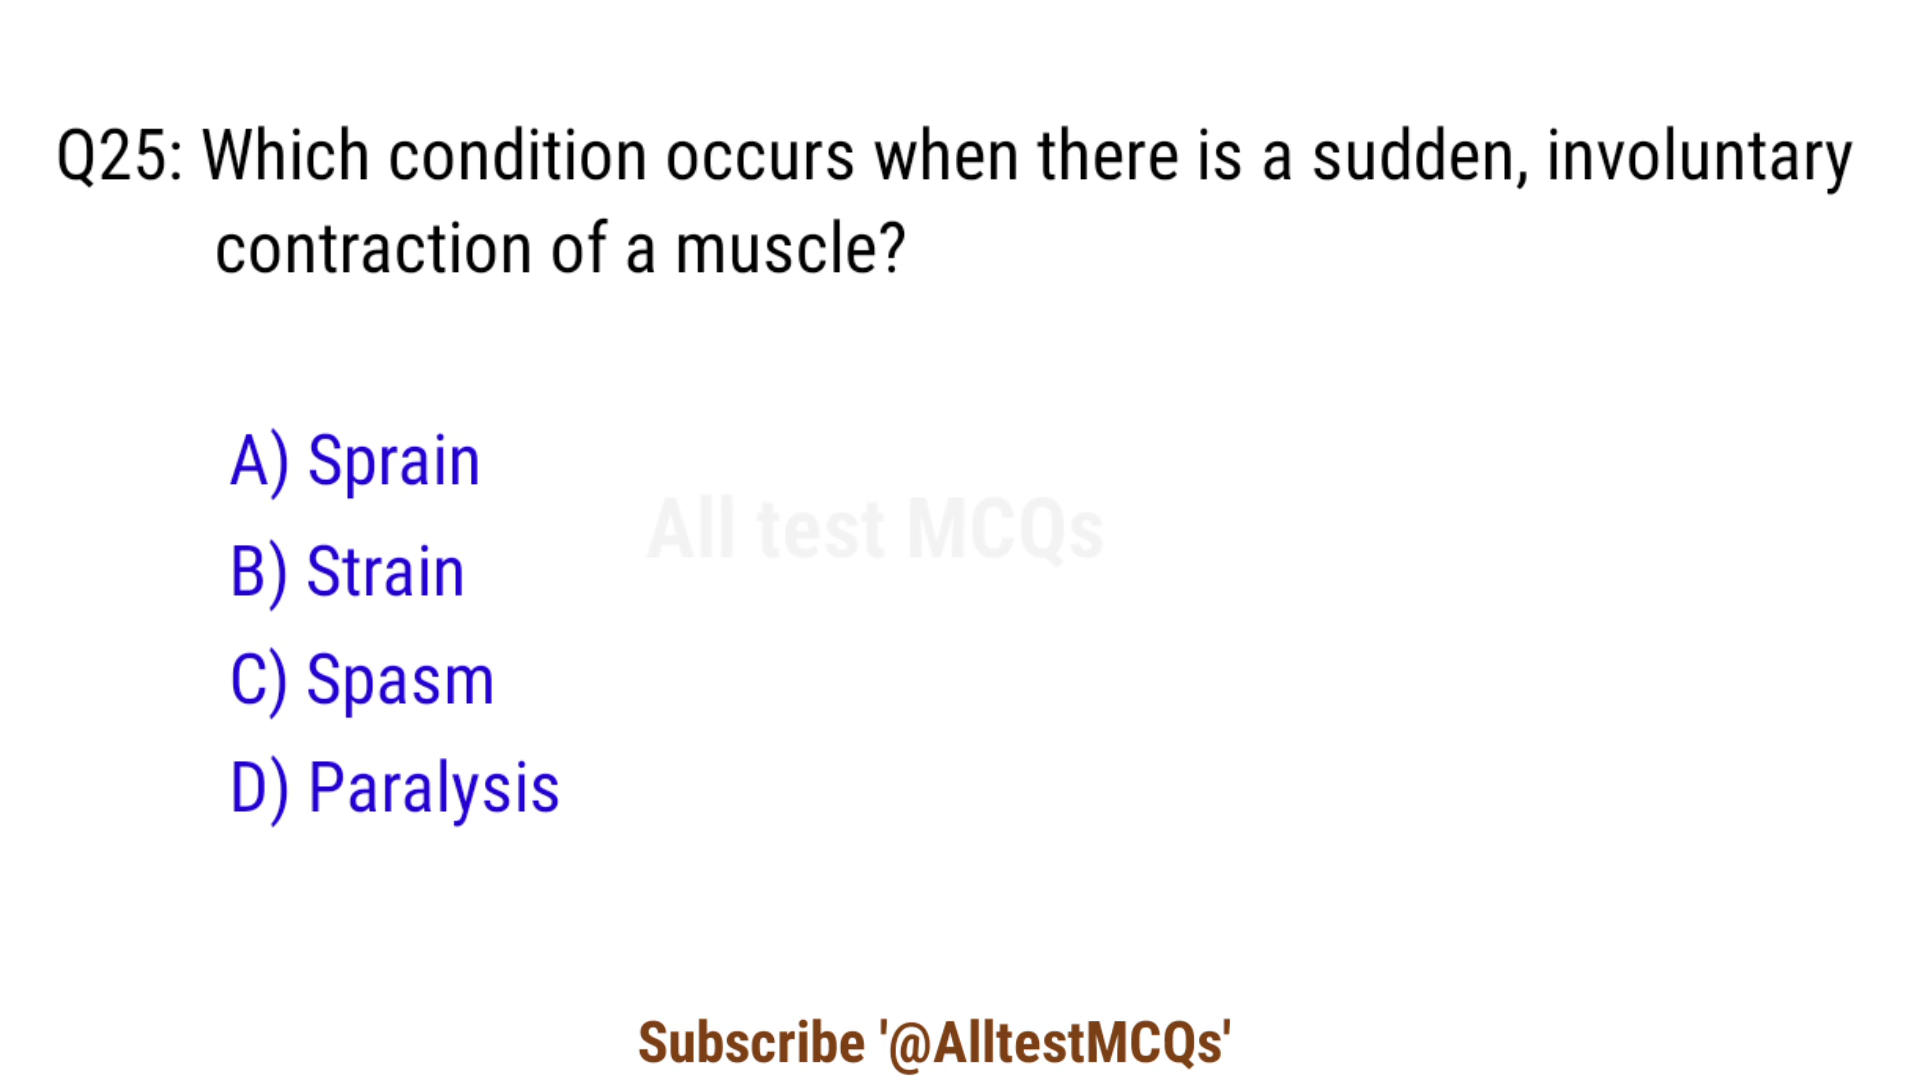 Q25: Which condition occurs when there is a sudden, involuntary
contraction of a muscle?
A) Sprain
All test MCQs
B) Strain
C) Spasm
D) Paralysis
Subscribe '@AlltestMCQs'